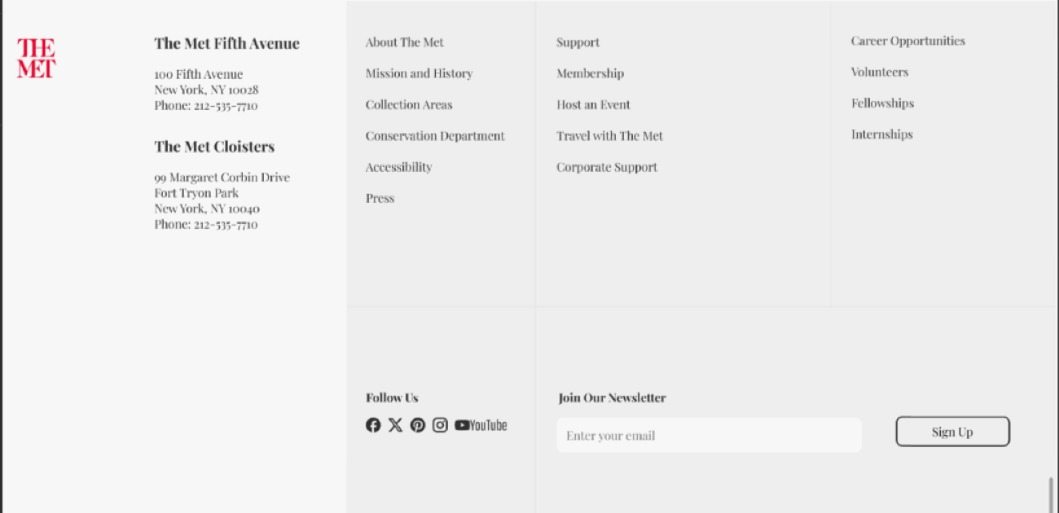 THE
MET
The Met Fifth Avenue
100 Fifth Avenue
New York, NY 10028
Phone: 212-535-7710
The Met Cloisters
99 Margaret Corbin Drive
Fort Tryon Park
New York, NY 10040
Phone: 212-535-7710
About The Met
Mission and History
Collection Areas
Conservation Department
Accessibility
Press
Support
Membership
Host an Event
Travel with The Met
Corporate Support
Career Opportunities
Volunteers
Fellowships
Internships
Follow Us
YouTube
Join Our Newsletter
Enter your email
Sign Up